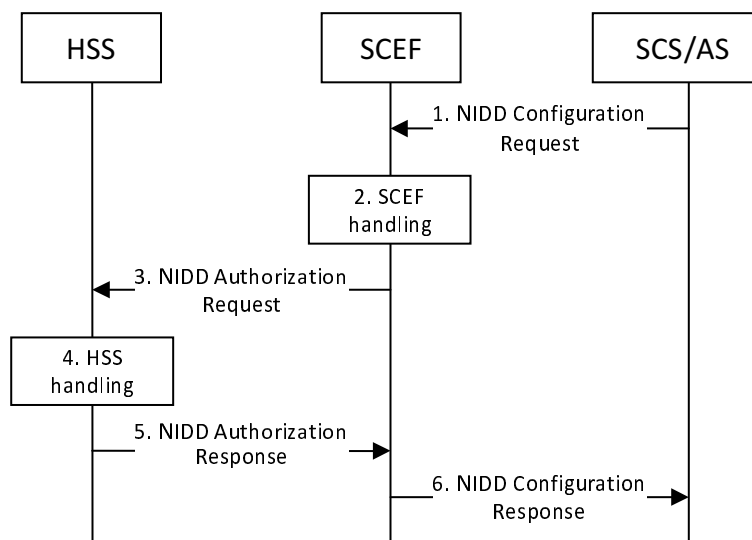 HSS
SCEF
SCS/AS
1. NIDD Configuration
Request
2. SCEF
handling
3. NIDD Authorization
Request
4. HSS
handling
5. NIDD Authorization
Response
6. NIDD Configuration
Response